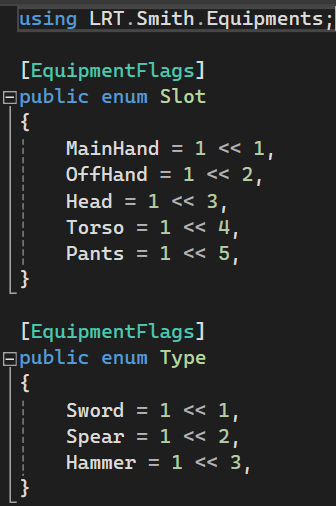 using LRT.Smith.Equipments;
[EquipmentFlags]
public enum Slot
{
MainHand = 1 << 1,
OffHand = 1 << 2,
Head = 1 << 3,
Torso = 1 << 4,
Pants = 1 << 5,
}
[EquipmentFlags]
public enum Type
{
Sword = 1 << 1,
Spear = 1 << 2,
Hammer = 1 << 3,
}